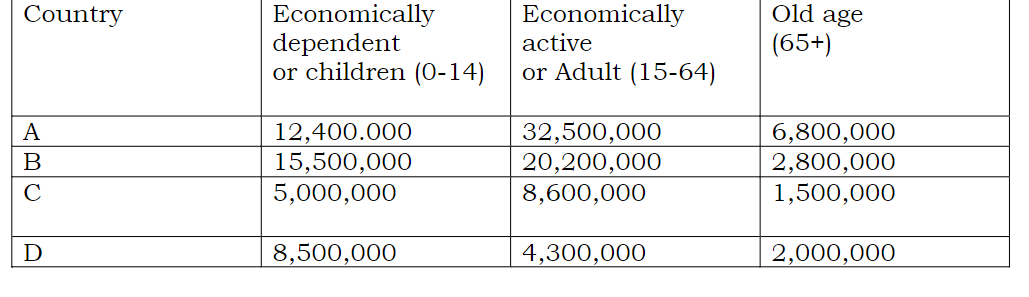 Country Economically Economically Old age
dependent active (65+)
or children (0-14) or Adult (15-64)
A 12,400.000 32,500,000 6,800,000
B 15,500,000 20,200,000 2,800,000
C 5,000,000 8,600,000 1,500,000
D 8,500,000 4,300,000 2,000,000